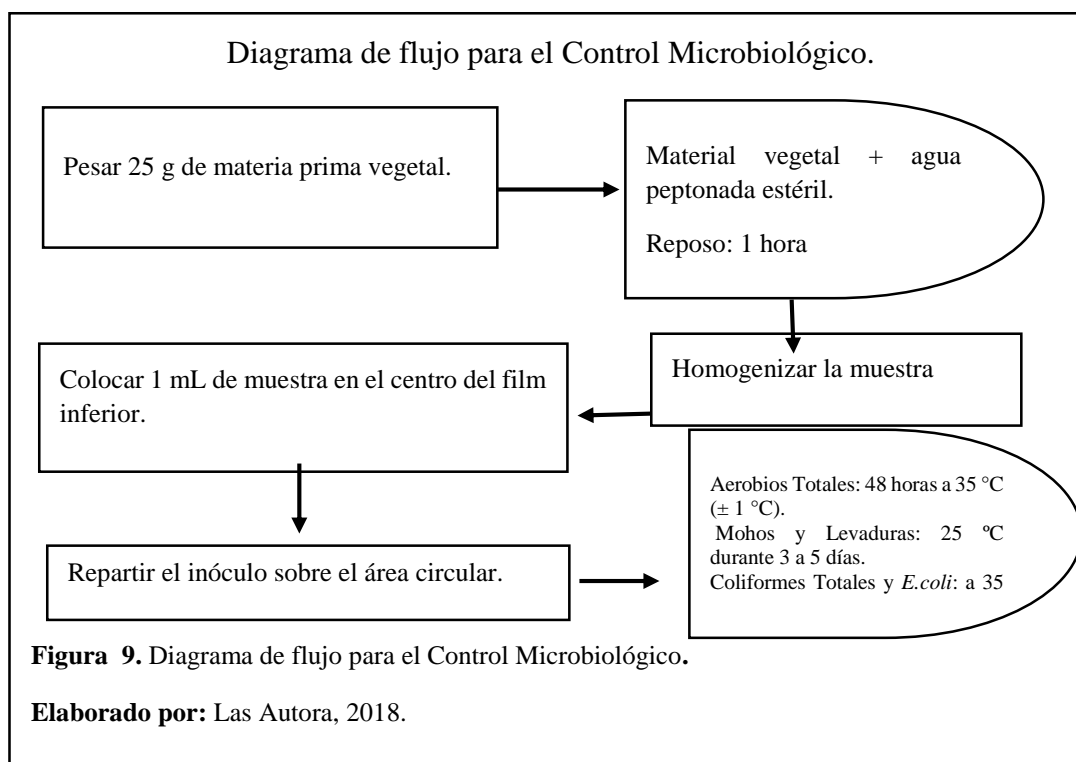 Diagrama de flujo para el Control Microbiológico.
Pesar 25 g de materia prima vegetal.
Material vegetal + agua
peptonada estéril.
Reposo: 1 hora
Homogenizar la muestra
Colocar 1 mL de muestra en el centro del film
inferior.
Repartir el inóculo sobre el área circular.
Aerobios Totales: 48 horas a 35 °C
(± 1 °C).
Mohos y Levaduras: 25 ºC
durante 3 a 5 días.
Coliformes Totales y E.coli: a 35
Figura 9. Diagrama de flujo para el Control Microbiológico.
Elaborado por: Las Autora, 2018.